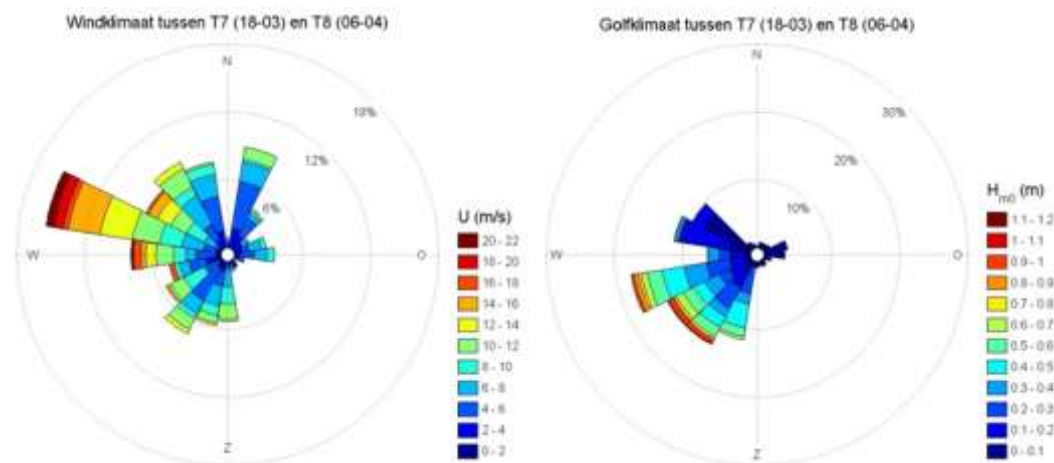 Windklimaat tussen T7 (18-03) en T8 (06-04)
N
18%
12%
6%
W
O
Z
U (m/s)
20 - 22
18 - 20
16 - 18
14 - 16
12 - 14
10 - 12
8 - 10
6 - 8
4 - 6
2 - 4
0 - 2
Golfklimaat tussen T7 (18-03) en T8 (06-04)
N
30%
20%
10%
W
O
Z
Hm0 (m)
1.1 - 1.2
1 - 1.1
0.9 - 1
0.8 - 0.9
0.7 - 0.8
0.6 - 0.7
0.5 - 0.6
0.4 - 0.5
0.3 - 0.4
0.2 - 0.3
0.1 - 0.2
0 - 0.1